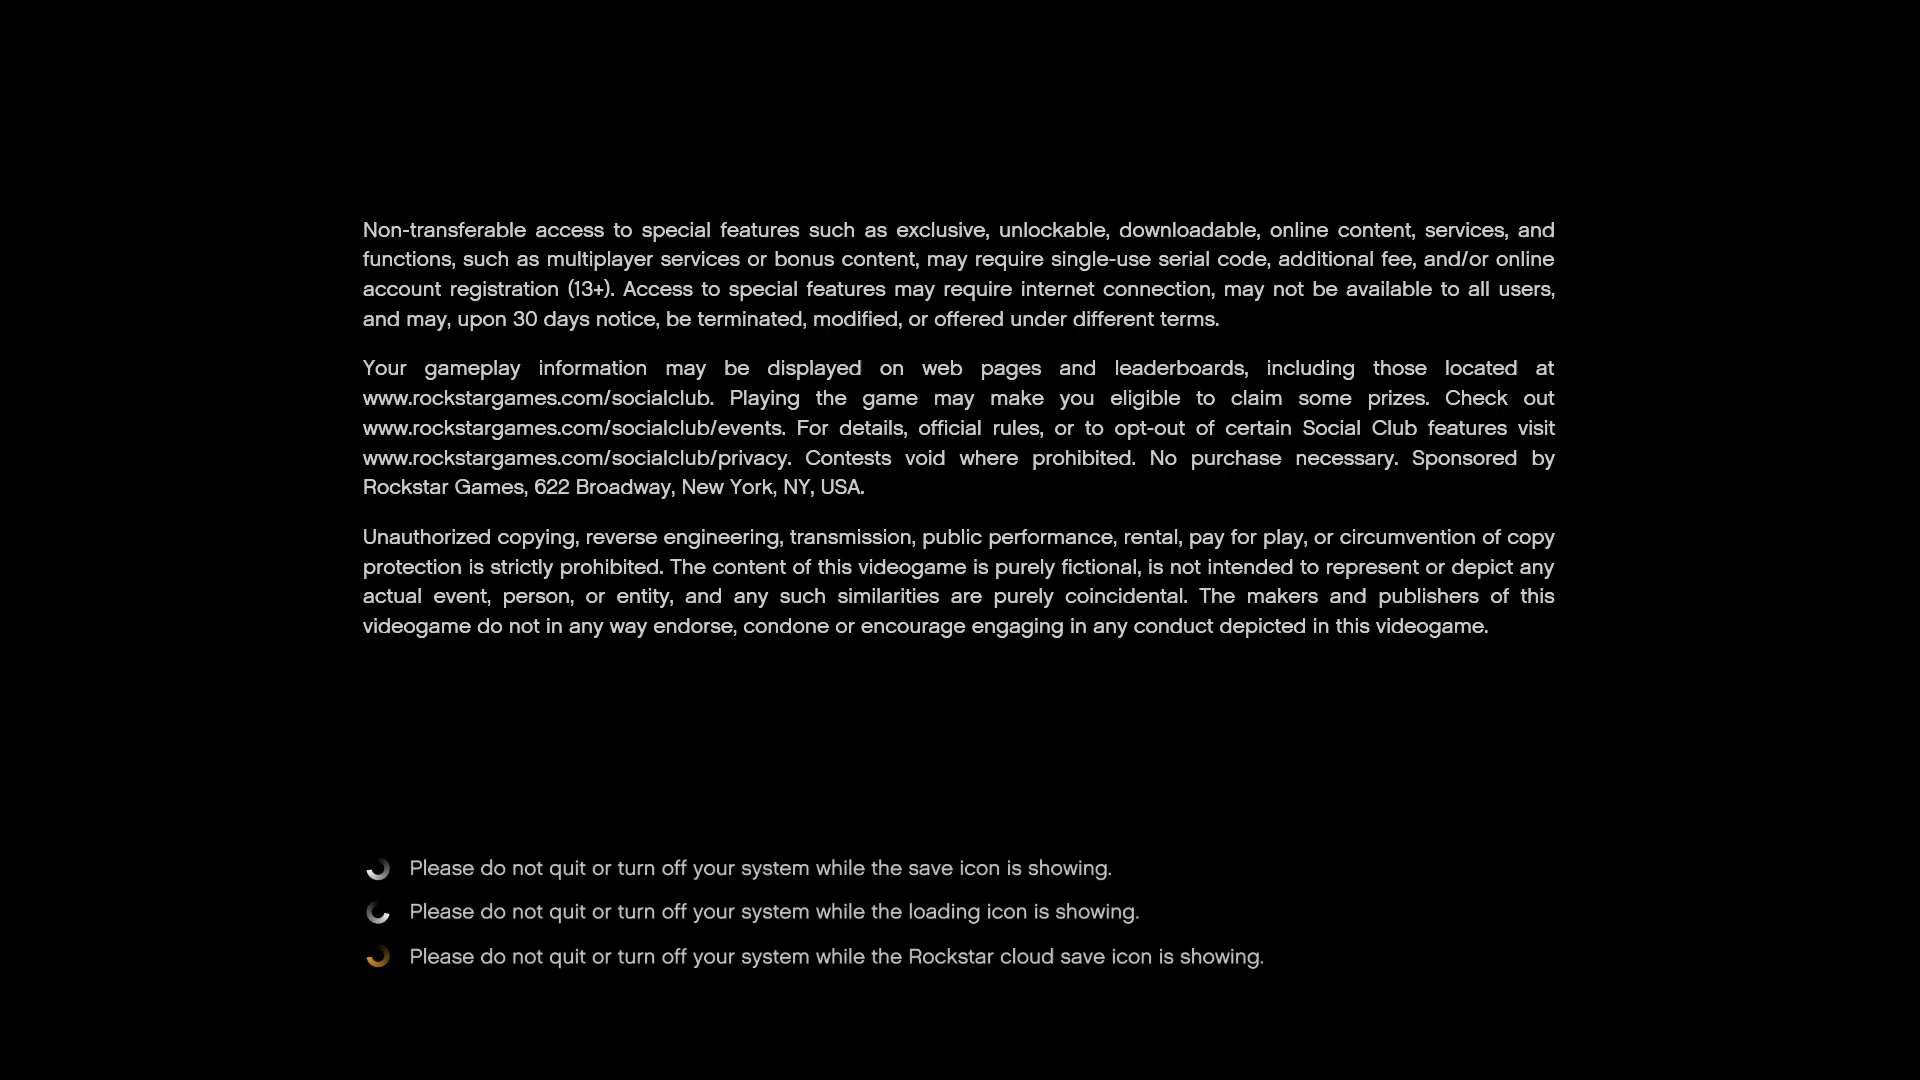 Non-transferable access to special features such as exclusive, unlockable, downloadable, online content, services, and
functions, such as multiplayer services or bonus content, may require single-use serial code, additional fee, and/or online
account registration (13+). Access to special features may require internet connection, may not be available to all users,
and may, upon 30 days notice, be terminated, modified, or offered under different terms.
Your gameplay information may be displayed on web pages and leaderboards, including those located at
www.rockstargames.com/socialclub. Playing the game may make you eligible to claim some prizes. Check out
www.rockstargames.com/socialclub/events. For details, official rules, or to opt-out of certain Social Club features visit
www.rockstargames.com/socialclub/privacy. Contests void where prohibited. No purchase necessary. Sponsored by
Rockstar Games, 622 Broadway, New York, NY, USA.
Unauthorized copying, reverse engineering, transmission, public performance, rental, pay for play, or circumvention of copy
protection is strictly prohibited. The content of this videogame is purely fictional, is not intended to represent or depict any
actual event, person, or entity, and any such similarities are purely coincidental. The makers and publishers of this
videogame do not in any way endorse, condone or encourage engaging in any conduct depicted in this videogame.
Please do not quit or turn off your system while the save icon is showing.
Please do not quit or turn off your system while the loading icon is showing.
Please do not quit or turn off your system while the Rockstar cloud save icon is showing.